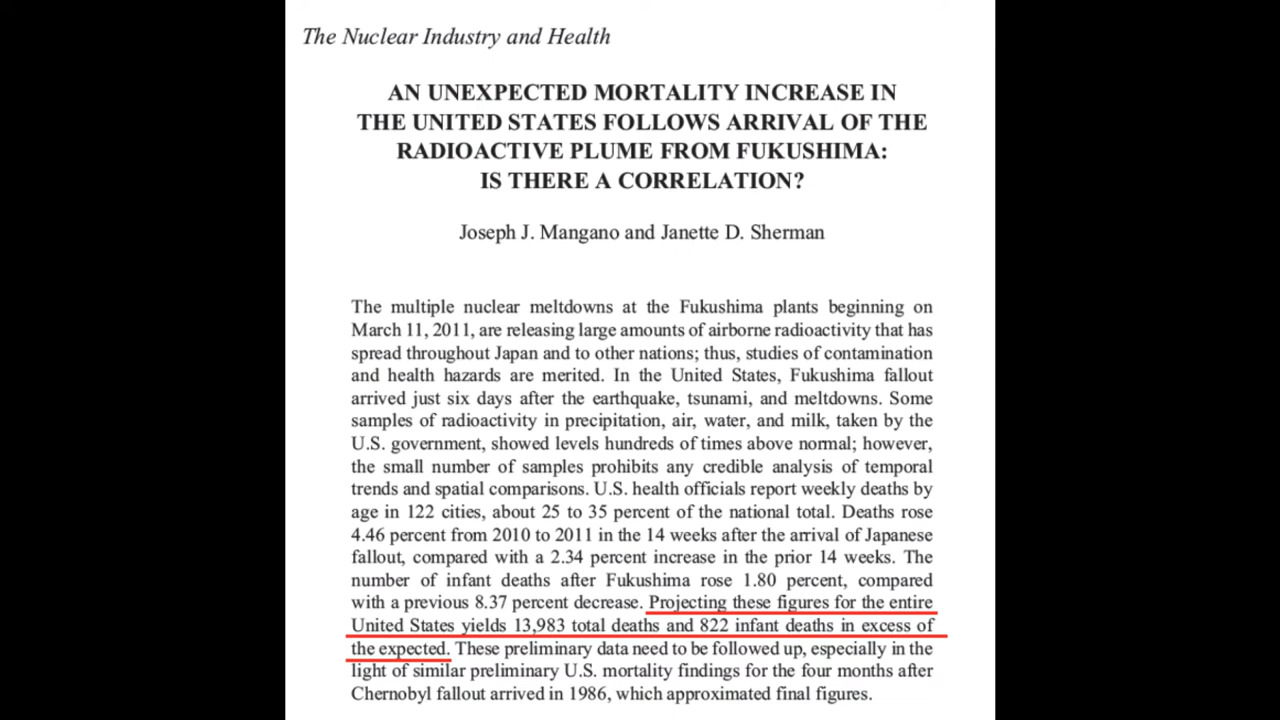 The Nuclear Industry and Health
AN UNEXPECTED MORTALITY INCREASE IN
THE UNITED STATES FOLLOWS ARRIVAL OF THE
RADIOACTIVE PLUME FROM FUKUSHIMA:
IS THERE A CORRELATION?
Joseph J. Mangano and Janette D. Sherman
The multiple nuclear meltdowns at the Fukushima plants beginning on
March 11, 2011, are releasing large amounts of airborne radioactivity that has
spread throughout Japan and to other nations; thus, studies of contamination
and health hazards are merited. In the United States, Fukushima fallout
arrived just six days after the earthquake, tsunami, and meltdowns. Some
samples of radioactivity in precipitation, air, water, and milk, taken by the
U.S. government, showed levels hundreds of times above normal; however,
the small number of samples prohibits any credible analysis of temporal
trends and spatial comparisons. U.S. health officials report weekly deaths by
age in 122 cities, about 25 to 35 percent of the national total. Deaths rose
4.46 percent from 2010 to 2011 in the 14 weeks after the arrival of Japanese
fallout, compared with a 2.34 percent increase in the prior 14 weeks. The
number of infant deaths after Fukushima rose 1.80 percent, compared
with a previous 8.37 percent decrease. Projecting these figures for the entire
United States yields 13,983 total deaths and 822 infant deaths in excess of
the expected. These preliminary data need to be followed up, especially in the
light of similar preliminary U.S. mortality findings for the four months after
Chernobyl fallout arrived in 1986, which approximated final figures.